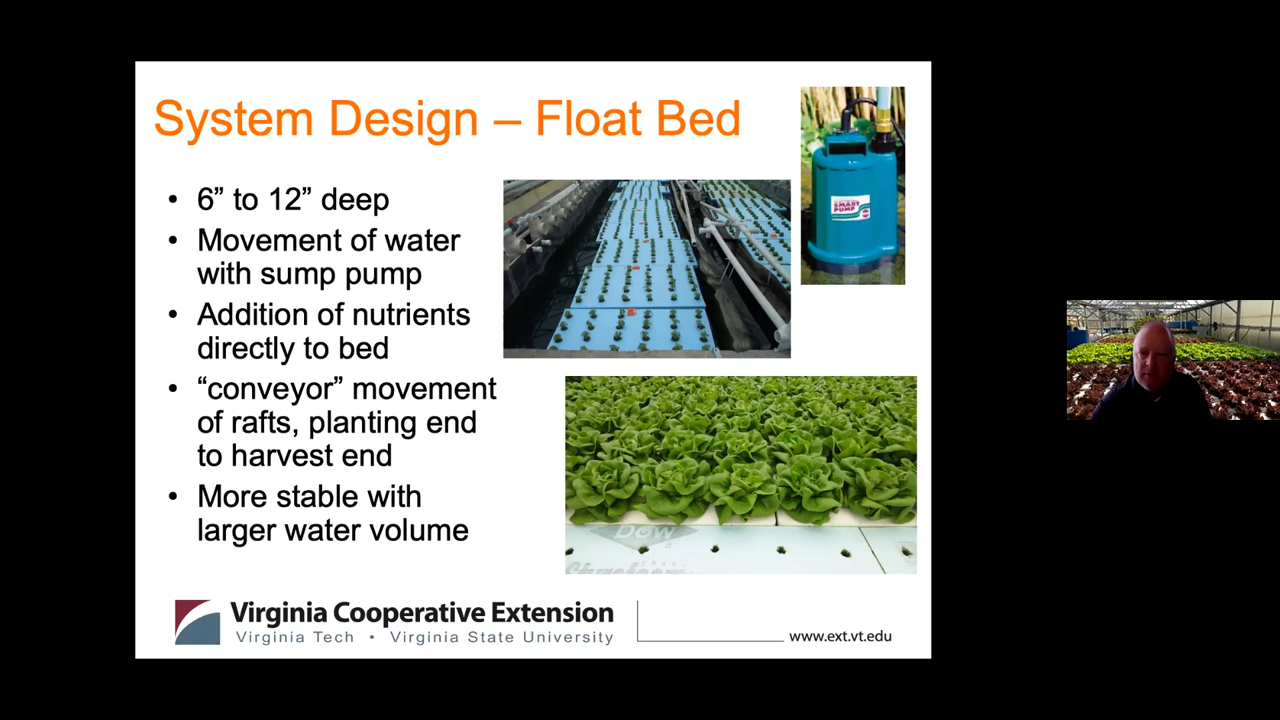 System Design – Float Bed
• 6” to 12” deep
• Movement of water
with sump pump
• Addition of nutrients
directly to bed
• “conveyor” movement
of rafts, planting end
to harvest end
• More stable with
larger water volume
SMART
PUMP
DOW
Virginia Cooperative Extension
Virginia Tech • Virginia State University
www.ext.vt.edu